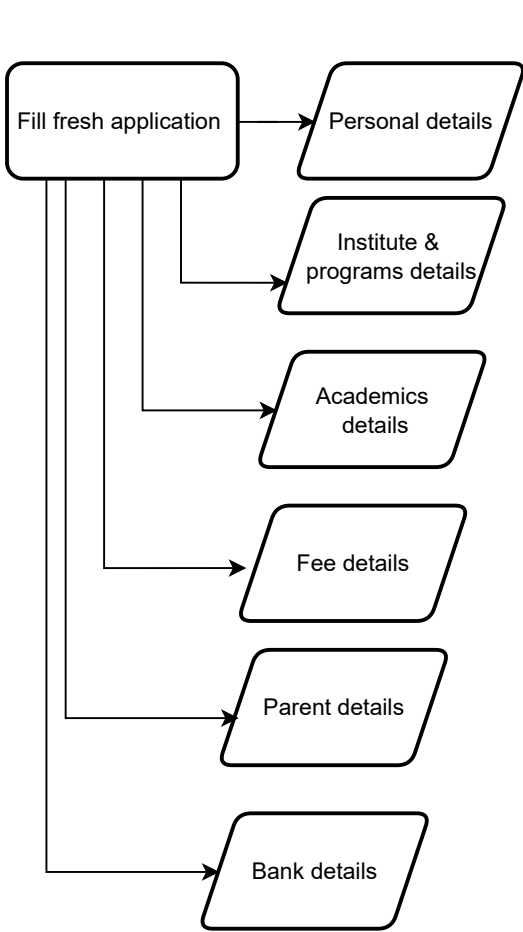 Fill fresh application
Personal details
Institute &
programs details
Academics
details
Fee details
Parent details
Bank details